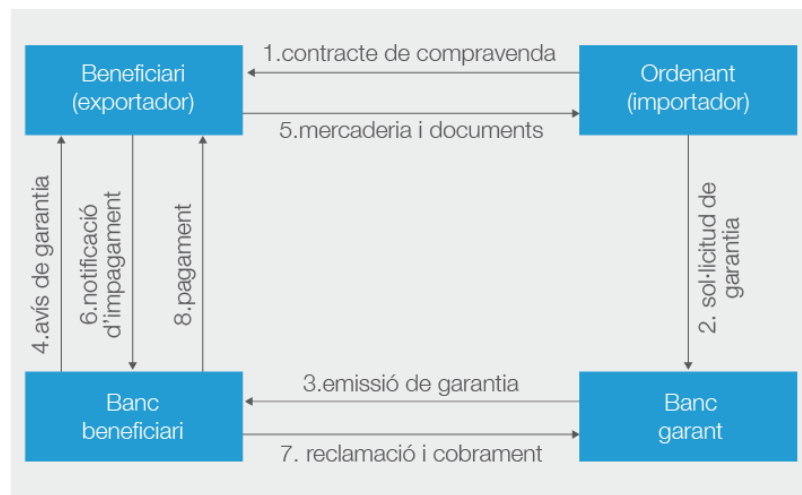 1.contracte de compravenda
Beneficiari
(exportador)
Ordenant
(importador)
5.mercaderia i documents
4.avís de garantia
6.notificació
d'impagament
8.pagament
2. sol·licitud de
garantia
3.emissió de garantia
Banc
beneficiari
Banc
garant
7. reclamació i cobrament